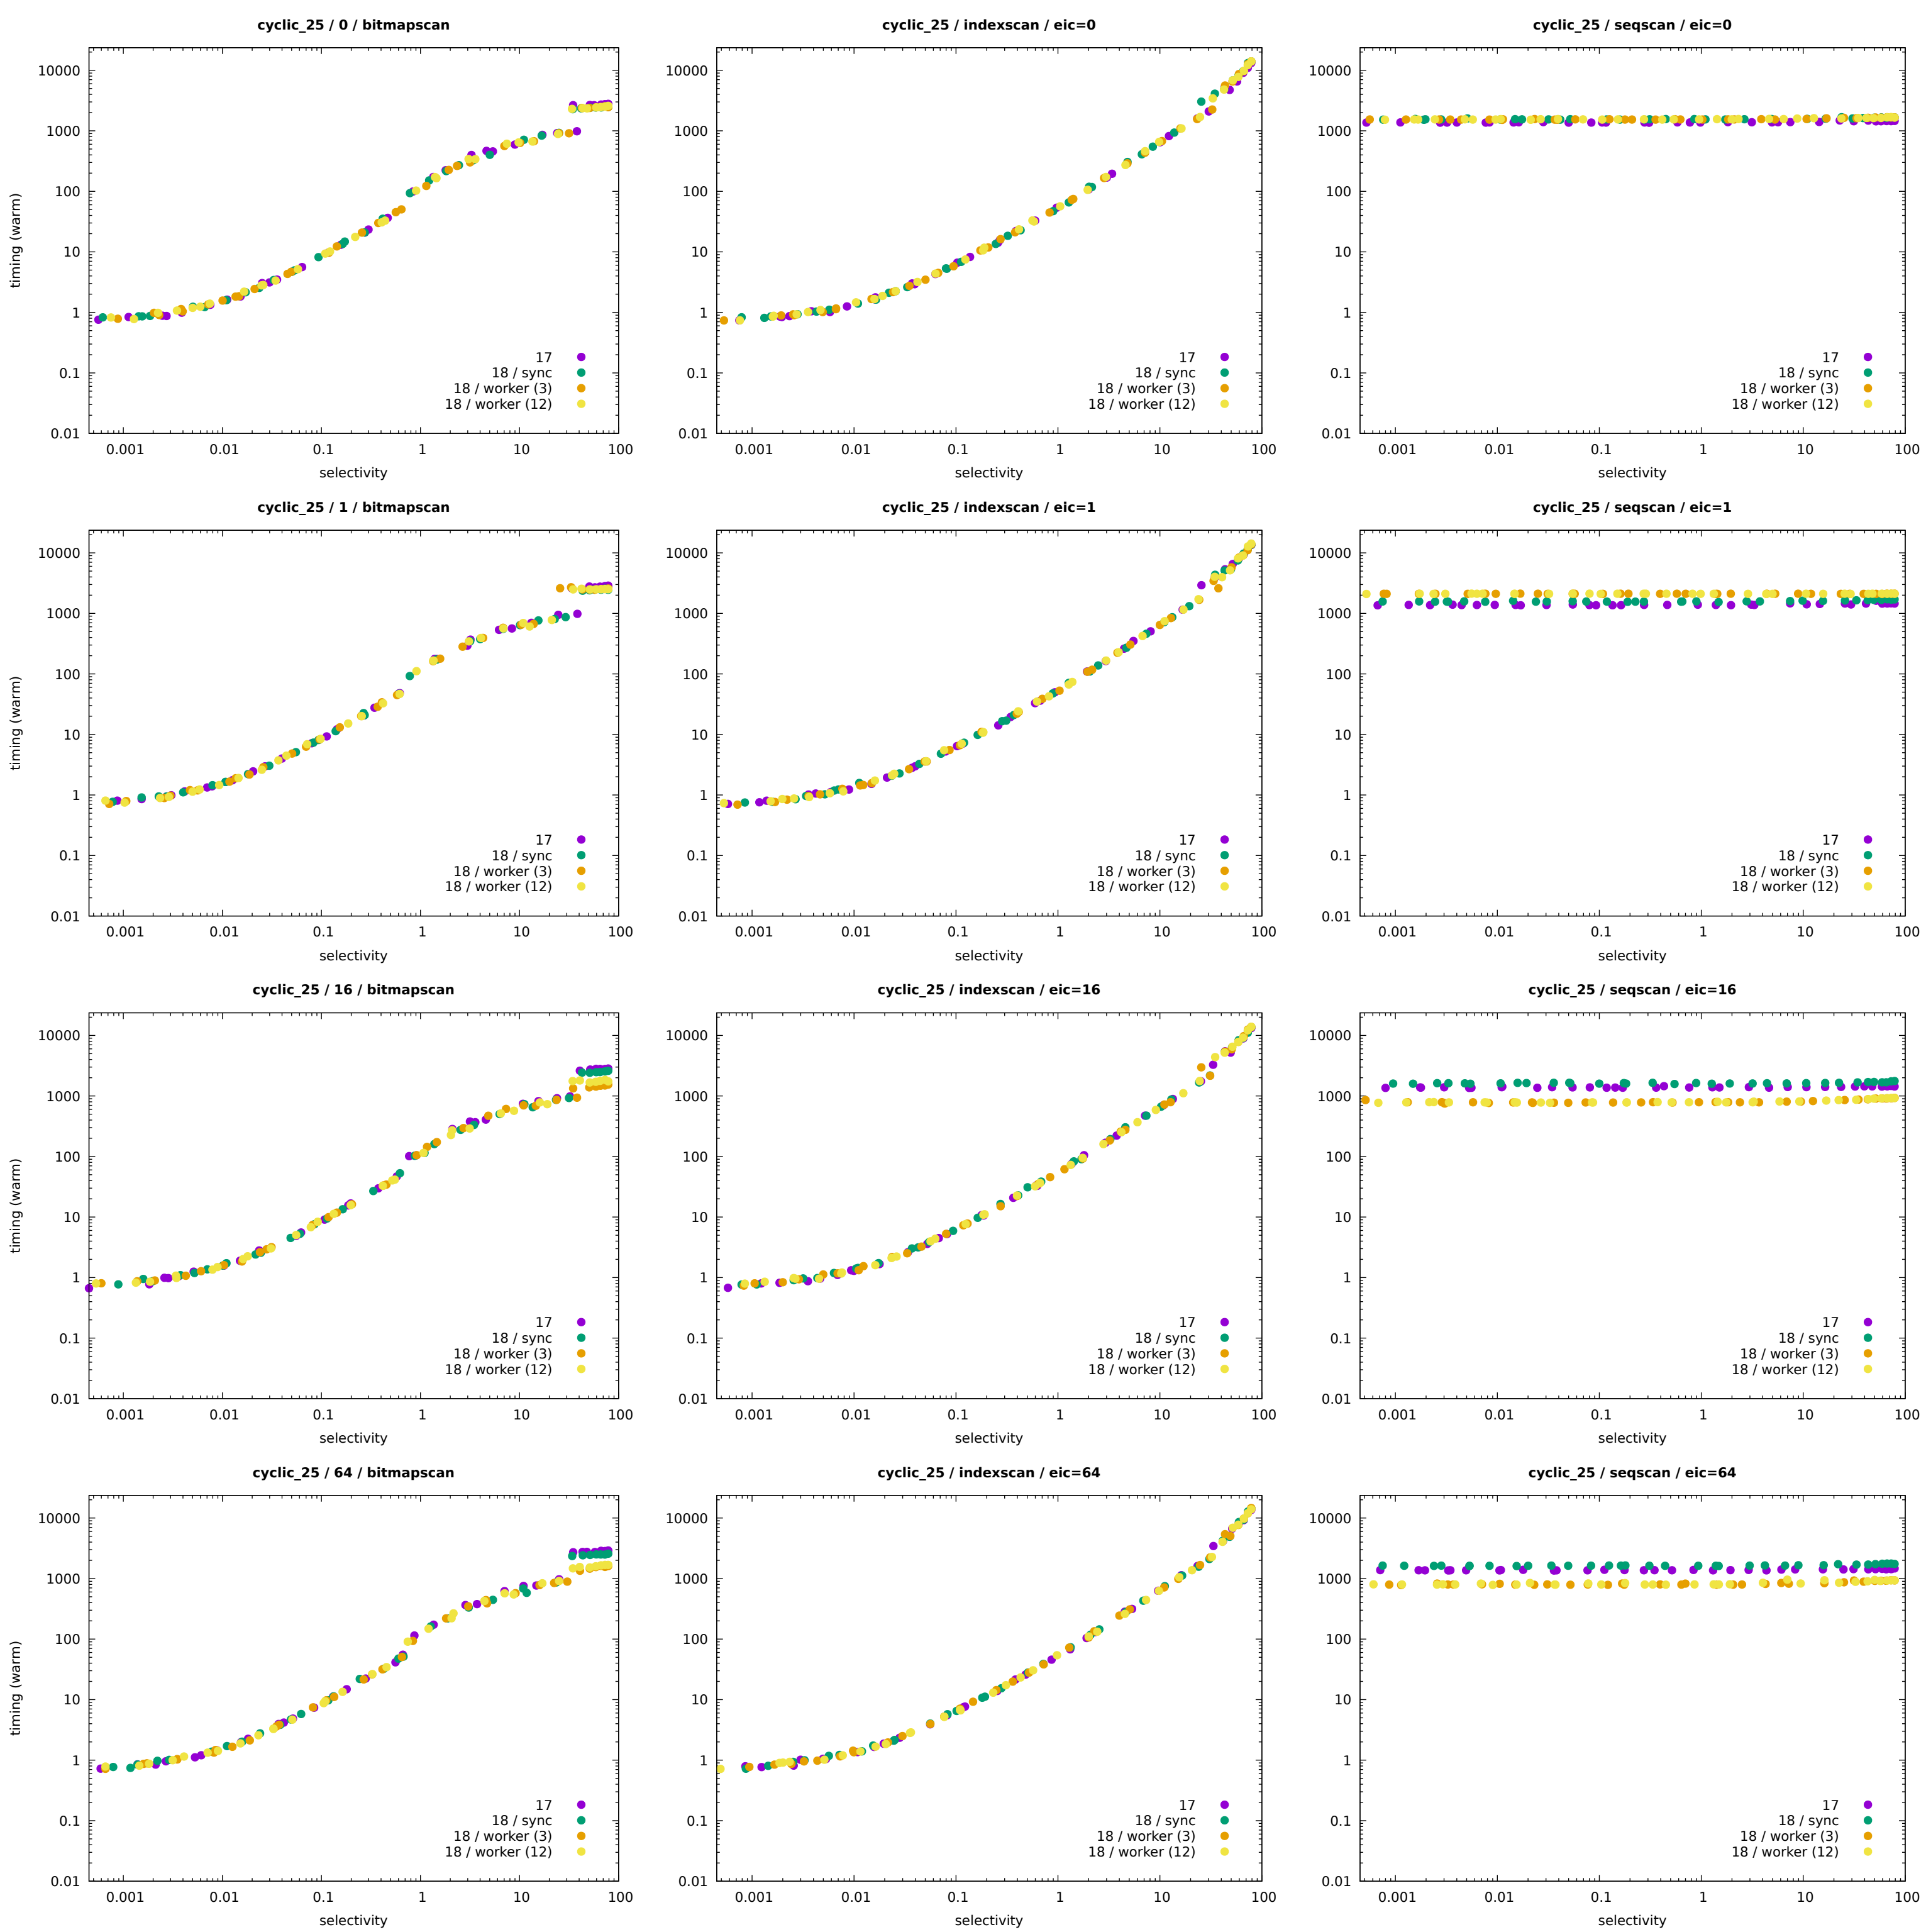 cyclic_25 / 0 / bitmapscan
10000
1000
100
10
1
0.1
0.01
timing (warm)
17
18 / sync
18 / worker (3)
18 / worker (12)
0.001 0.01 0.1 1 10 100
selectivity
cyclic_25 / indexscan / eic=0
10000
1000
100
10
1
0.1
0.01
17
18 / sync
18 / worker (3)
18 / worker (12)
0.001 0.01 0.1 1 10 100
selectivity
cyclic_25 / seqscan / eic=0
10000
1000
100
10
1
0.1
0.01
17
18 / sync
18 / worker (3)
18 / worker (12)
0.001 0.01 0.1 1 10 100
selectivity
cyclic_25 / 1 / bitmapscan
10000
1000
100
10
1
0.1
0.01
timing (warm)
17
18 / sync
18 / worker (3)
18 / worker (12)
0.001 0.01 0.1 1 10 100
selectivity
cyclic_25 / indexscan / eic=1
10000
1000
100
10
1
0.1
0.01
17
18 / sync
18 / worker (3)
18 / worker (12)
0.001 0.01 0.1 1 10 100
selectivity
cyclic_25 / seqscan / eic=1
10000
1000
100
10
1
0.1
0.01
17
18 / sync
18 / worker (3)
18 / worker (12)
0.001 0.01 0.1 1 10 100
selectivity
cyclic_25 / 16 / bitmapscan
10000
1000
100
10
1
0.1
0.01
timing (warm)
17
18 / sync
18 / worker (3)
18 / worker (12)
0.001 0.01 0.1 1 10 100
selectivity
cyclic_25 / indexscan / eic=16
10000
1000
100
10
1
0.1
0.01
17
18 / sync
18 / worker (3)
18 / worker (12)
0.001 0.01 0.1 1 10 100
selectivity
cyclic_25 / seqscan / eic=16
10000
1000
100
10
1
0.1
0.01
17
18 / sync
18 / worker (3)
18 / worker (12)
0.001 0.01 0.1 1 10 100
selectivity
cyclic_25 / 64 / bitmapscan
10000
1000
100
10
1
0.1
0.01
timing (warm)
17
18 / sync
18 / worker (3)
18 / worker (12)
0.001 0.01 0.1 1 10 100
selectivity
cyclic_25 / indexscan / eic=64
10000
1000
100
10
1
0.1
0.01
17
18 / sync
18 / worker (3)
18 / worker (12)
0.001 0.01 0.1 1 10 100
selectivity
cyclic_25 / seqscan / eic=64
10000
1000
100
10
1
0.1
0.01
17
18 / sync
18 / worker (3)
18 / worker (12)
0.001 0.01 0.1 1 10 100
selectivity